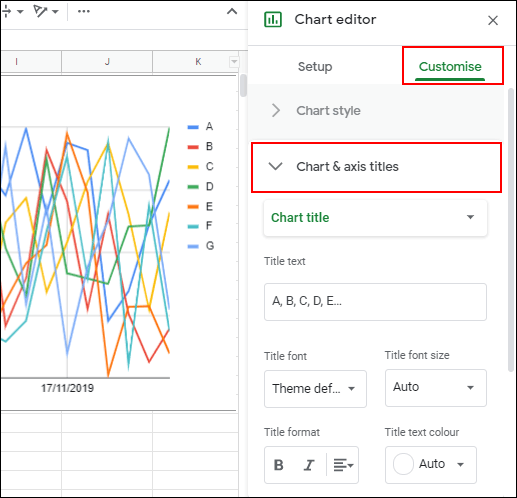 Chart editor
I J K
Setup Customise
Chart style
Chart & axis titles
Chart title
Title text
A, B, C, D, E...
Title font Title font size
Theme def... Auto
Title format Title text colour
B I Auto
A
B
C
D
E
F
G
17/11/2019